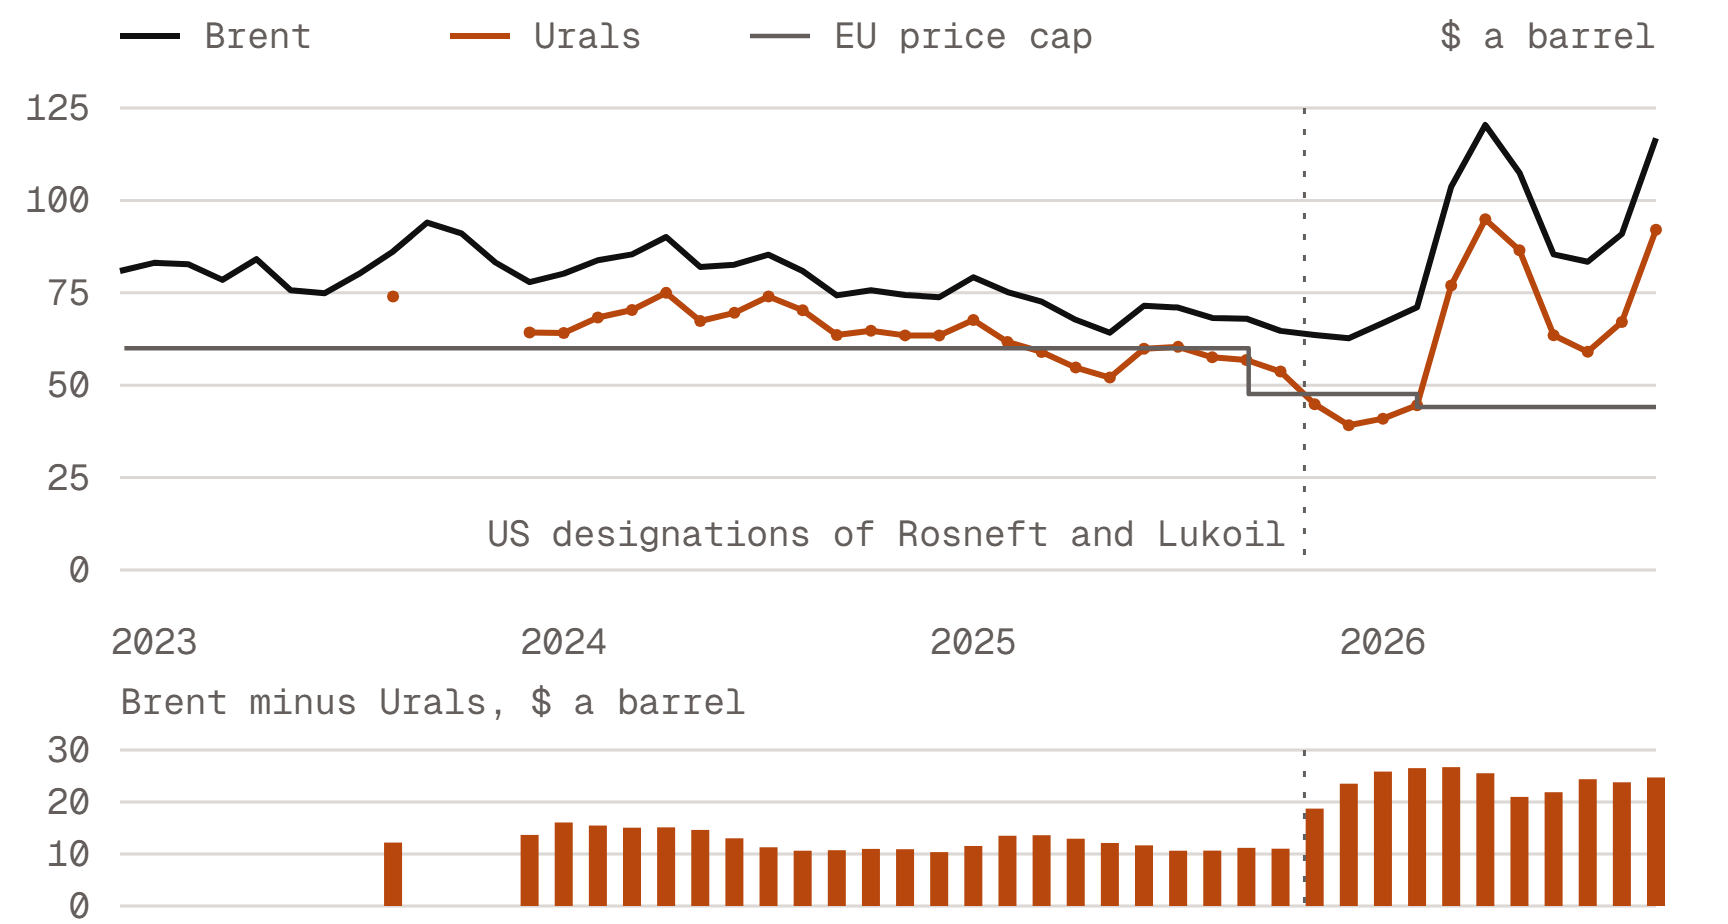 Brent Urals EU price cap $ a barrel
125
100
75
50
25
US designations of Rosneft and Lukoil
0
2023 2024 2025 2026
Brent minus Urals, $ a barrel
30
20
10
0